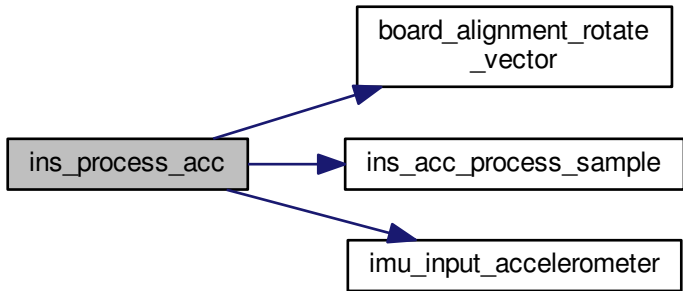 board_alignment_rotate
_vector
ins_process_acc
ins_acc_process_sample
imu_input_accelerometer